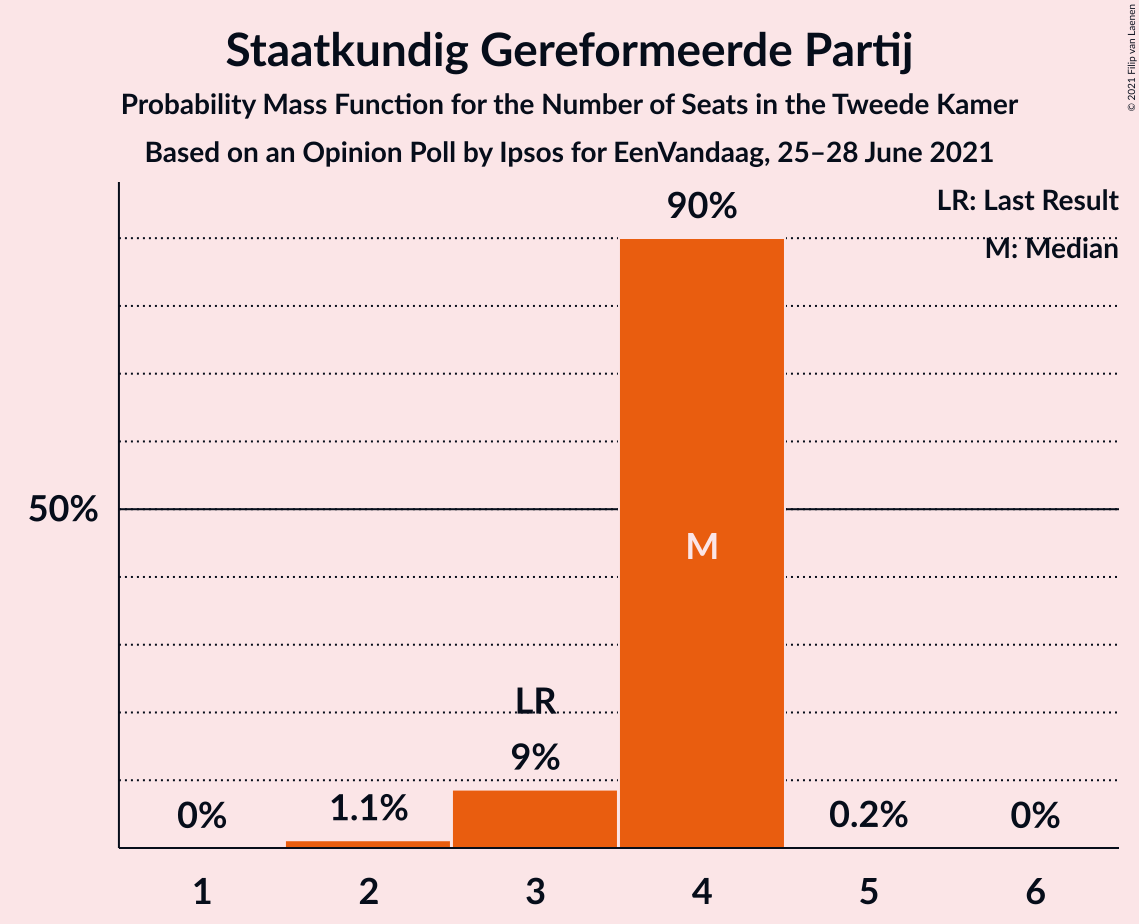 Staatkundig Gereformeerde Partij
Probability Mass Function for the Number of Seats in the Tweede Kamer
Based on an Opinion Poll by Ipsos for EenVandaag, 25–28 June 2021
© 2021 Filip van Laenen
LR: Last Result
M: Median
90%
50%
M
LR
9%
0%
1.1%
0.2%
0%
1 2 3 4 5 6